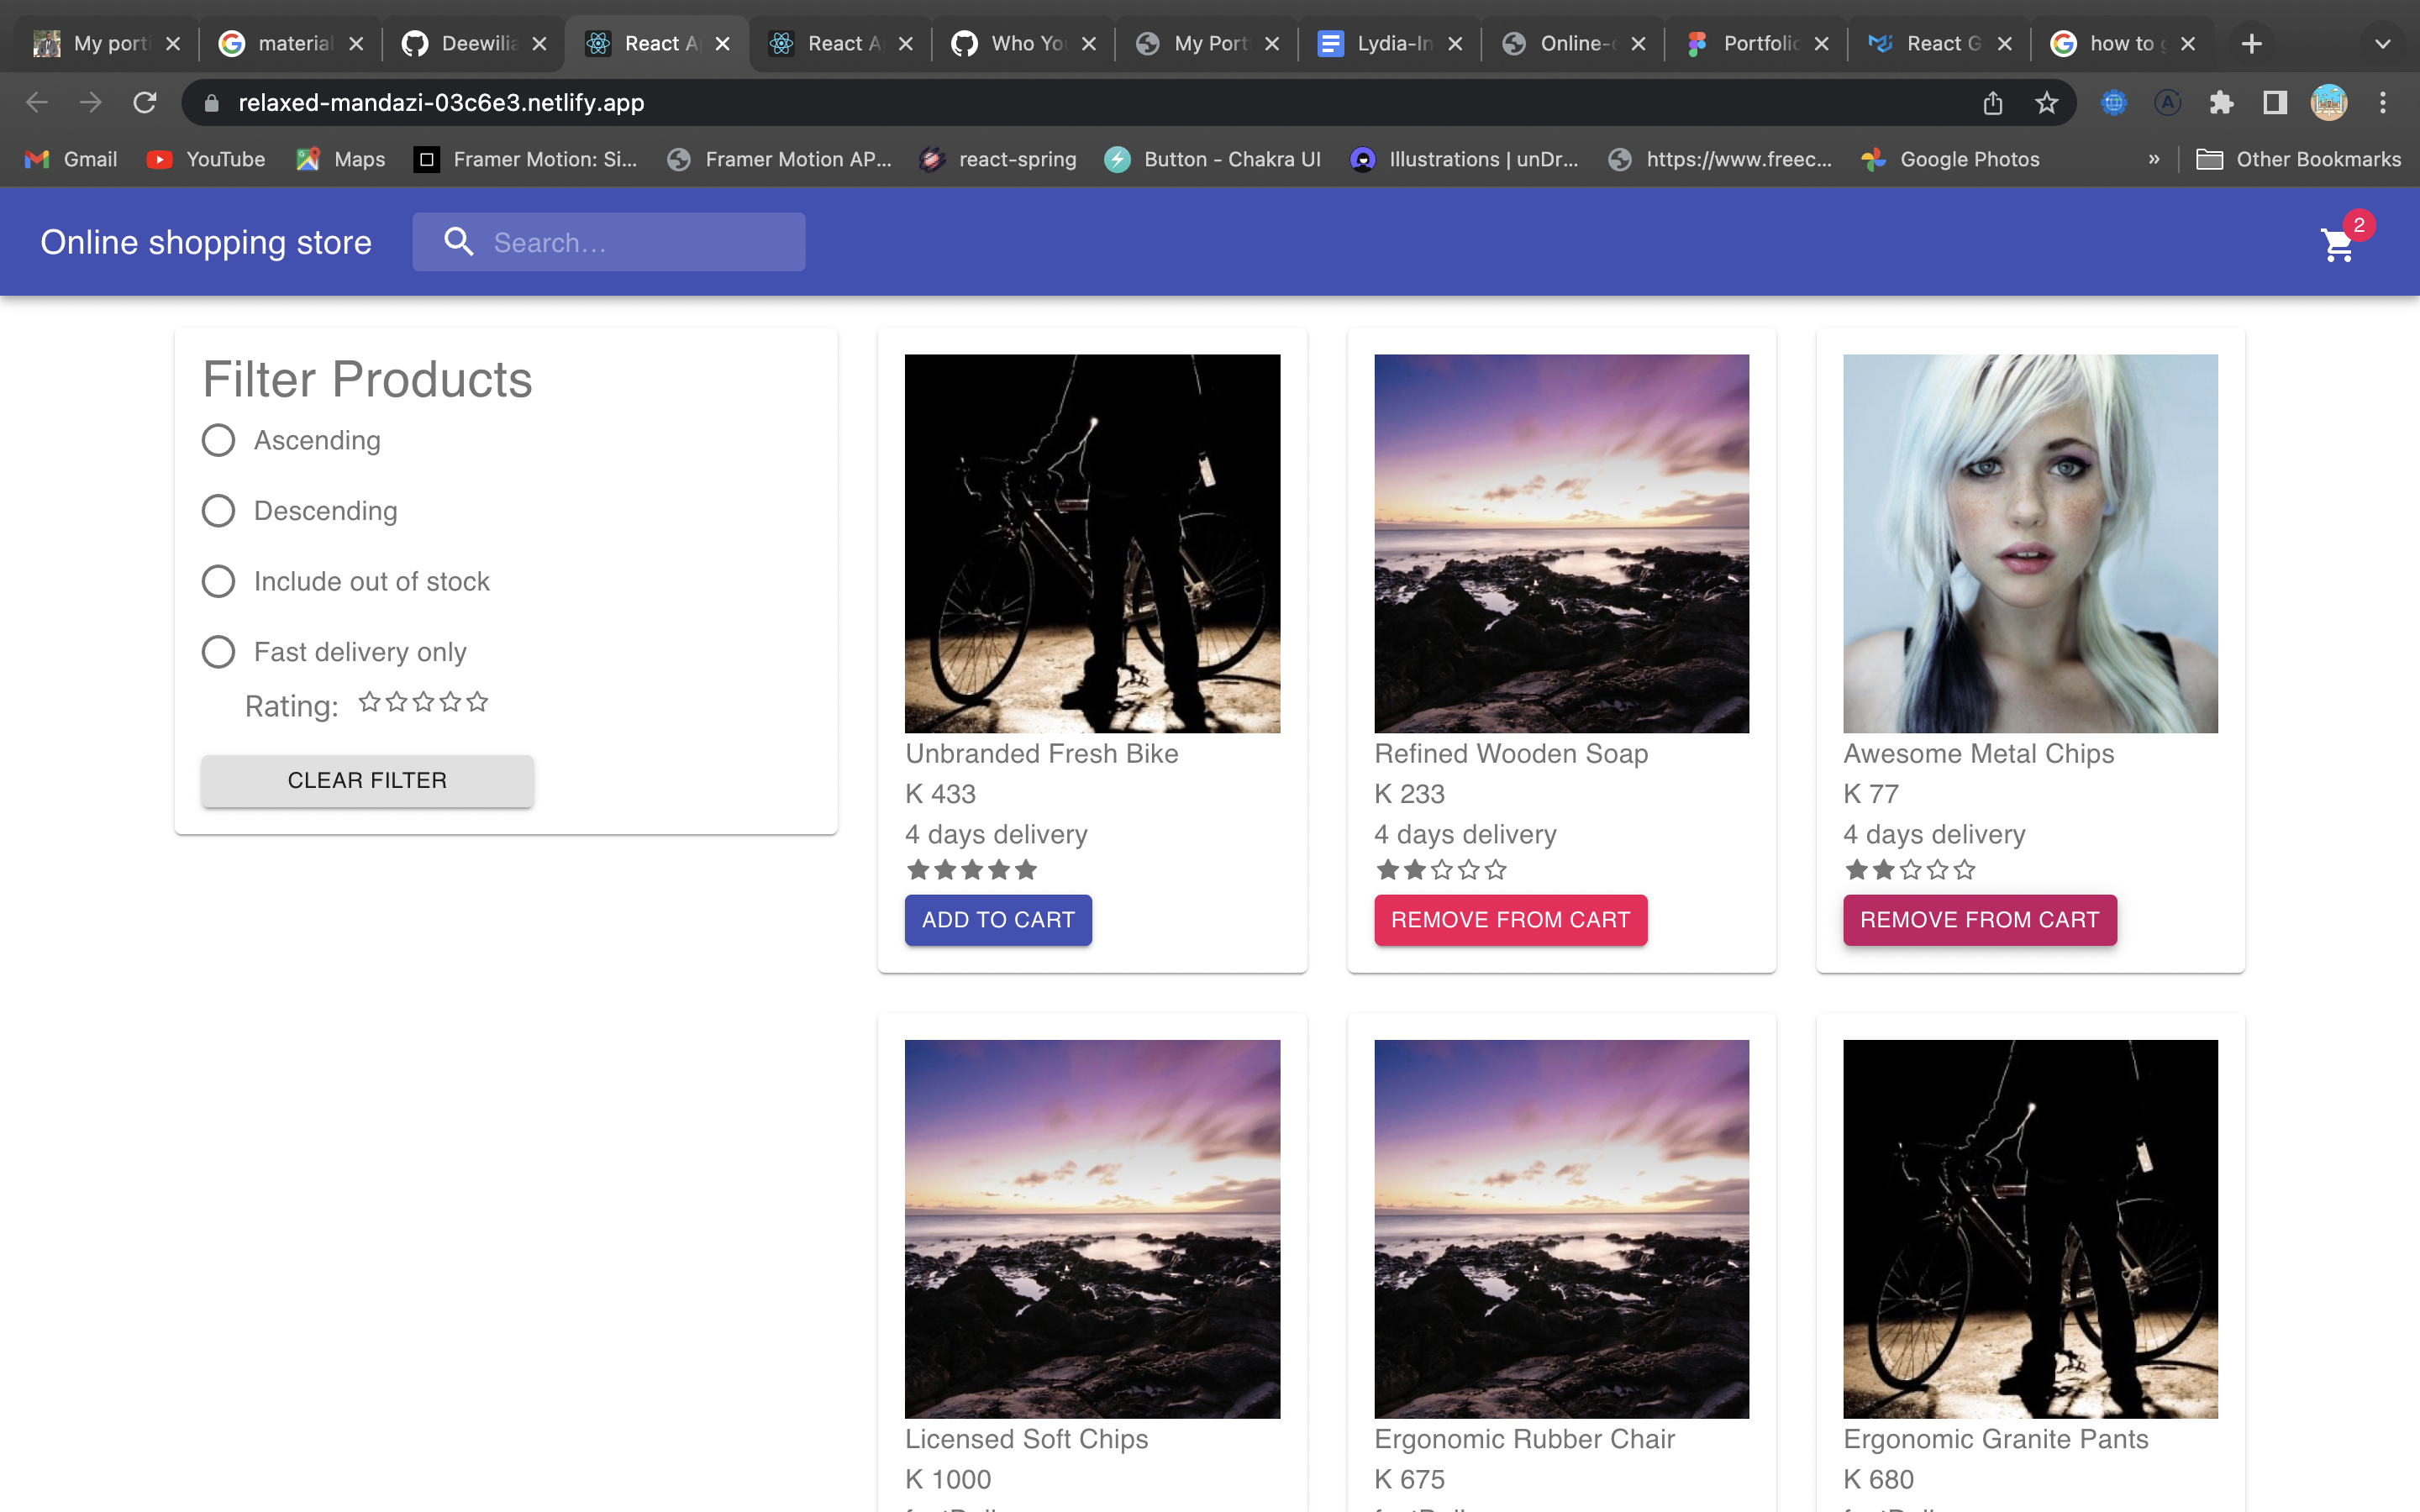 My port
material
Deewilia
React A
React A
Who You
My Port
Lydia-In
Online-
Portfolio
React G
how to
relaxed-mandazi-03c6e3.netlify.app
Gmail
YouTube
Maps
Framer Motion: Si...
Framer Motion AP...
react-spring
Button - Chakra UI
Illustrations | unDr...
https://www.freec...
Google Photos
»
Other Bookmarks
Online shopping store
Search...
2
Filter Products
Ascending
Descending
Include out of stock
Fast delivery only
Rating:
CLEAR FILTER
Unbranded Fresh Bike
K 433
4 days delivery
ADD TO CART
Refined Wooden Soap
K 233
4 days delivery
REMOVE FROM CART
Awesome Metal Chips
K 77
4 days delivery
REMOVE FROM CART
Licensed Soft Chips
K 1000
Ergonomic Rubber Chair
K 675
Ergonomic Granite Pants
K 680